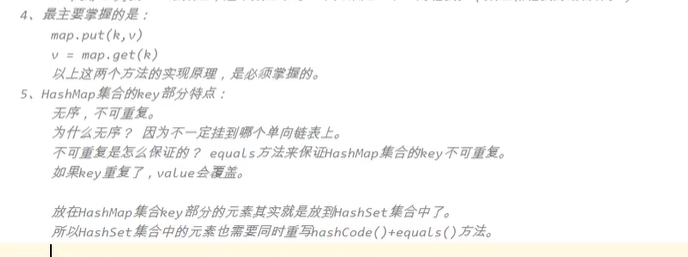 4、最主要掌握的是：
map.put(k,v)
v = map.get(k)
以上这两个方法的实现原理，是必须掌握的。
5、HashMap集合的key部分特点：
无序，不可重复。
为什么无序？ 因为不一定挂到哪个单向链表上。
不可重复是怎么保证的？ equals方法来保证HashMap集合的key不可重复。
如果key重复了，value会覆盖。
放在HashMap集合key部分的元素其实就是放到HashSet集合中了。
所以HashSet集合中的元素也需要同时重写hashCode()+equals()方法。